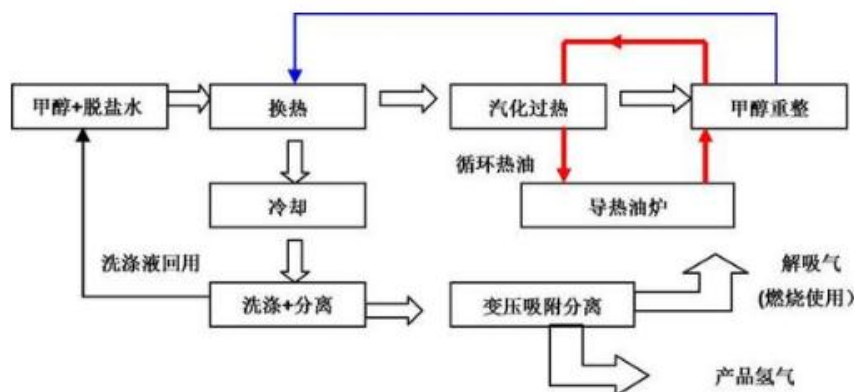 甲醇+脱盐水
换热
汽化过热
甲醇重整
循环热油
冷却
导热油炉
洗涤液回用
解吸气
(燃烧使用)
洗涤+分离
变压吸附分离
产品氢气